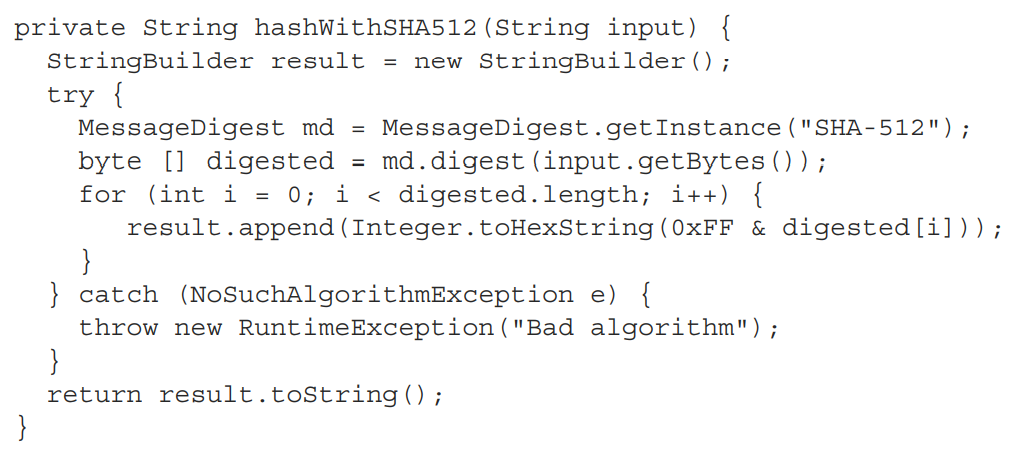 private String hashWithSHA512(String input) {
  StringBuilder result = new StringBuilder();
  try {
    MessageDigest md = MessageDigest.getInstance("SHA-512");
    byte [] digested = md.digest(input.getBytes());
    for (int i = 0; i < digested.length; i++) {
       result.append(Integer.toHexString(0xFF & digested[i]));
    }
  } catch (NoSuchAlgorithmException e) {
    throw new RuntimeException("Bad algorithm");
  }
  return result.toString();
}